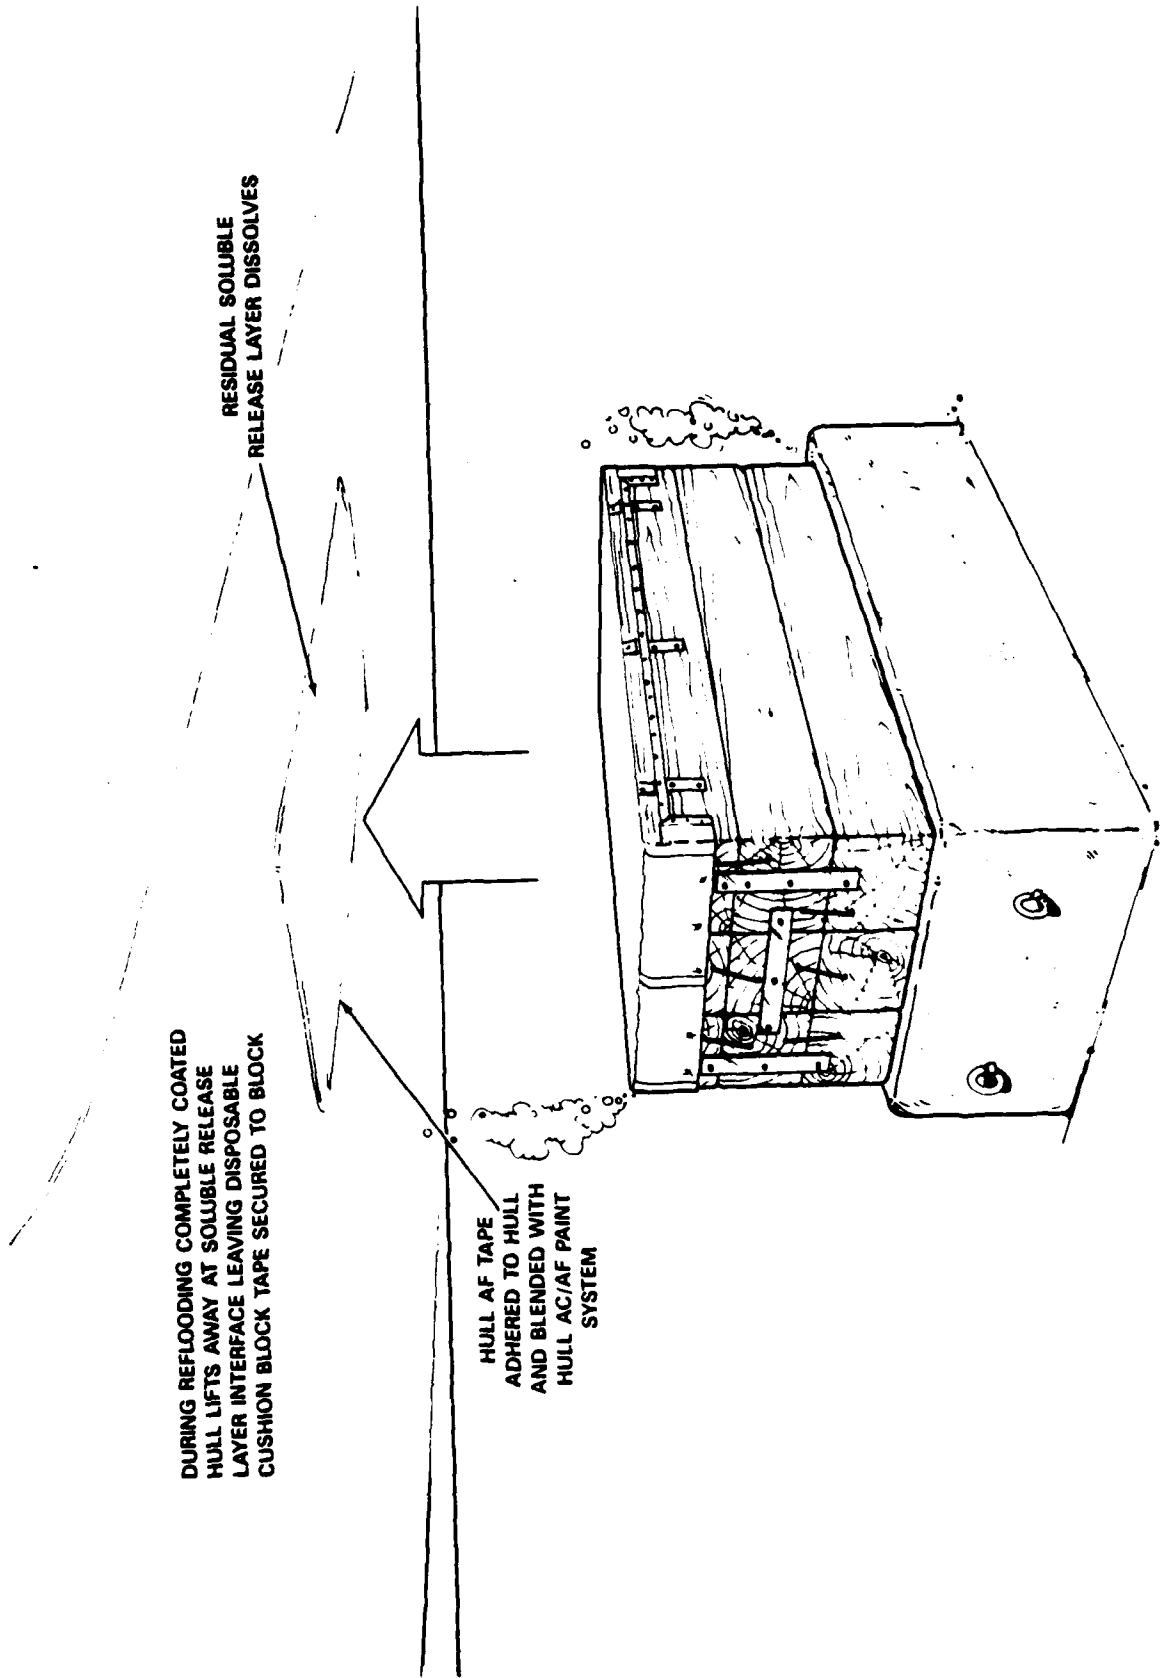 DURING REFLOODING COMPLETELY COATED
HULL LIFTS AWAY AT SOLUBLE RELEASE
LAYER INTERFACE LEAVING DISPOSABLE
CUSHION BLOCK TAPE SECURED TO BLOCK
RESIDUAL SOLUBLE
RELEASE LAYER DISSOLVES
HULL AF TAPE
ADHERED TO HULL
AND BLENDED WITH
HULL AC/AF PAINT
SYSTEM